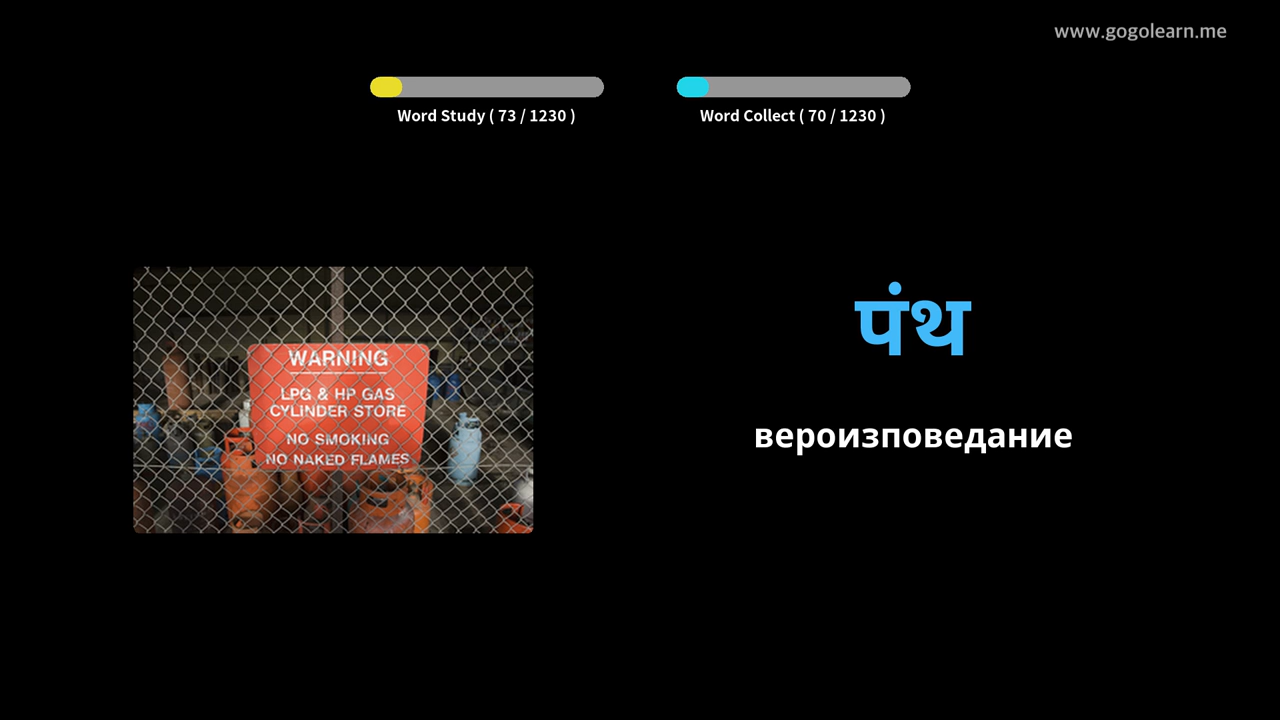 www.gogolearn.me
Word Study ( 73 / 1230 )
Word Collect ( 70 / 1230 )
WARNING
LPG & HP GAS
CYLINDER STORE
NO SMOKING
NO NAKED FLAMES
पंथ
вероизповедание